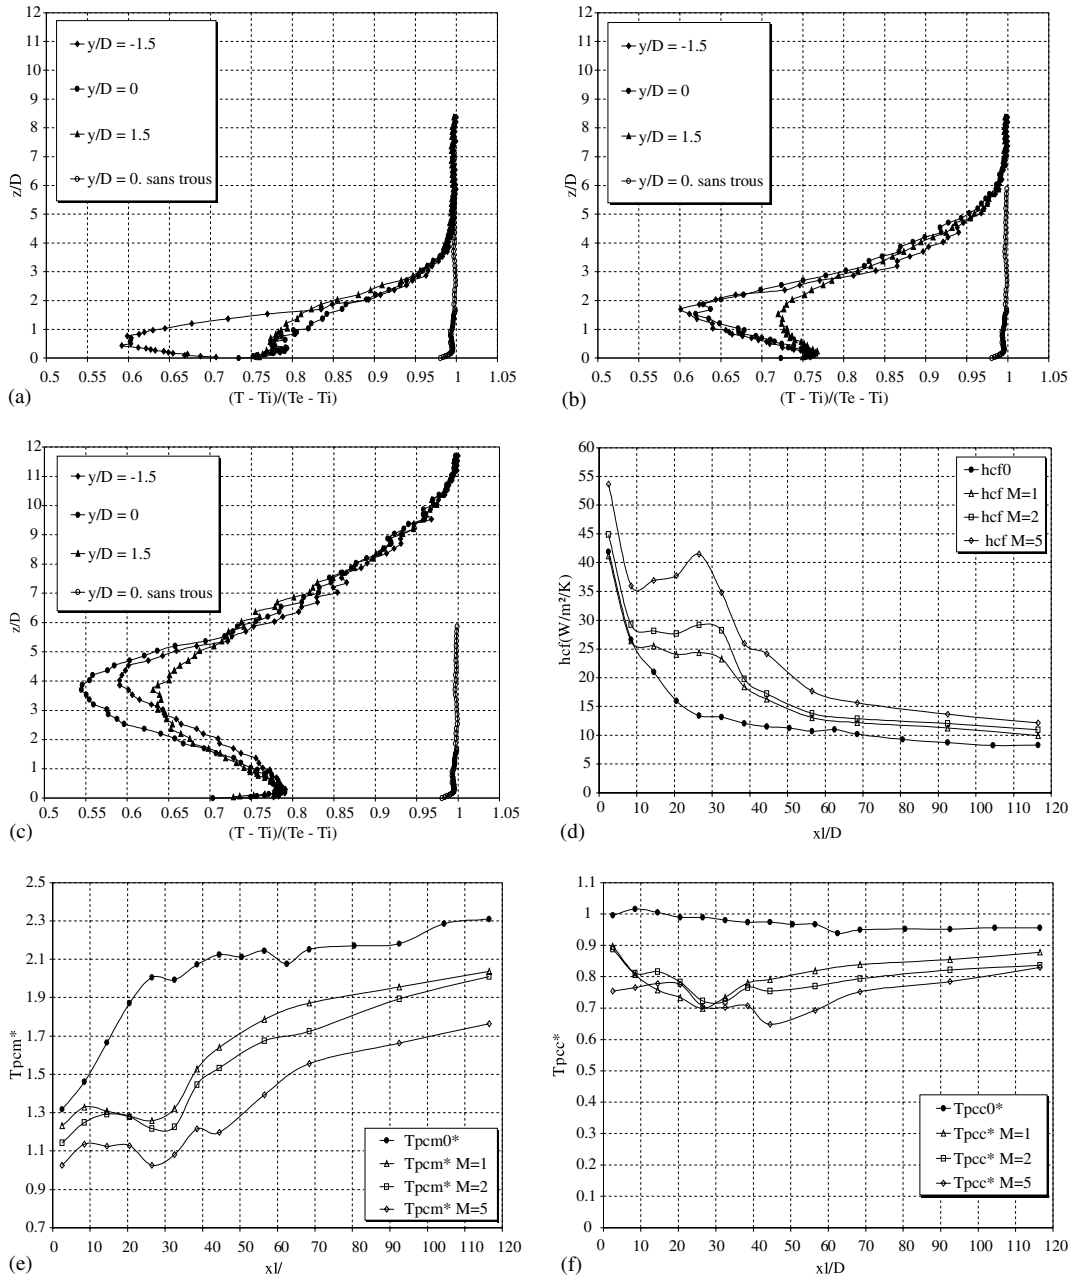 12
11
10
9
8
7
6
5
4
3
2
1
0
z/D
y/D = -1.5
y/D = 0
y/D = 1.5
y/D = 0. sans trous
0.5 0.55 0.6 0.65 0.7 0.75 0.8 0.85 0.9 0.95 1 1.05
(T - Ti)/(Te - Ti)
(a)
12
11
10
9
8
7
6
5
4
3
2
1
0
z/D
y/D = -1.5
y/D = 0
y/D = 1.5
y/D = 0. sans trous
0.5 0.55 0.6 0.65 0.7 0.75 0.8 0.85 0.9 0.95 1 1.05
(T - Ti)/(Te - Ti)
(b)
12
11
10
9
8
7
6
5
4
3
2
1
0
z/D
y/D = -1.5
y/D = 0
y/D = 1.5
y/D = 0. sans trous
0.5 0.55 0.6 0.65 0.7 0.75 0.8 0.85 0.9 0.95 1 1.05
(T - Ti)/(Te - Ti)
(c)
60
55
50
45
40
35
30
25
20
15
10
5
0
hcf(W/m²/K)
hcf0
hcf M=1
hcf M=2
hcf M=5
0 10 20 30 40 50 60 70 80 90 100 110 120
xl/D
(d)
2.5
2.3
2.1
1.9
1.7
1.5
1.3
1.1
0.9
0.7
Tpcm*
Tpcm0*
Tpcm* M=1
Tpcm* M=2
Tpcm* M=5
0 10 20 30 40 50 60 70 80 90 100 110 120
xl/
(e)
1.1
1
0.9
0.8
0.7
0.6
0.5
0.4
0.3
0.2
0.1
0
Tpcc*
Tpcc0*
Tpcc* M=1
Tpcc* M=2
Tpcc* M=5
0 10 20 30 40 50 60 70 80 90 100 110 120
xl/D
(f)